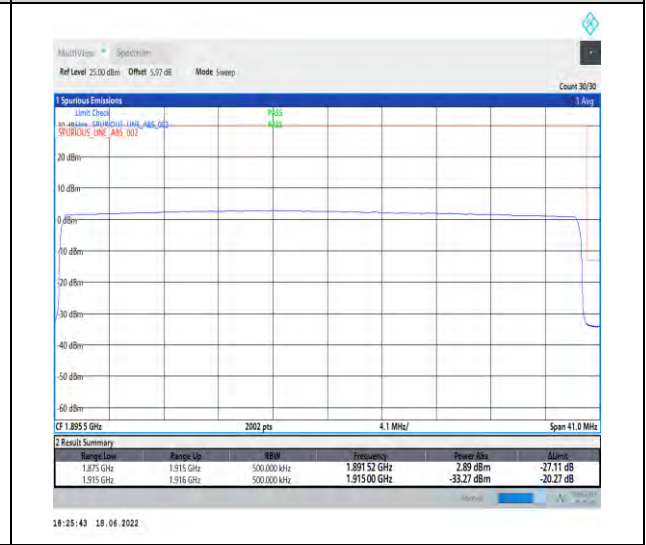 MultiView Spectrum
Ref Level 25.00 dBm Offset 5.97 dB Mode Sweep
Count 30/30
1 Spurious Emissions 1 Avg
Limit Check PASS
Line SPURIOUS_LINE_ABS_002 PASS
SPURIOUS_LINE_ABS_002
20 dBm
10 dBm
0 dBm
-10 dBm
-20 dBm
-30 dBm
-40 dBm
-50 dBm
-60 dBm
CF 1.895 5 GHz 2002 pts 4.1 MHz/ Span 41.0 MHz
2 Result Summary
Range Low Range Up RBW Frequency Power Abs ΔLimit
1.875 GHz 1.915 GHz 500.000 kHz 1.891 52 GHz 2.89 dBm -27.11 dB
1.915 GHz 1.916 GHz 500.000 kHz 1.915 00 GHz -33.27 dBm -20.27 dB
18:25:43 18.06.2022